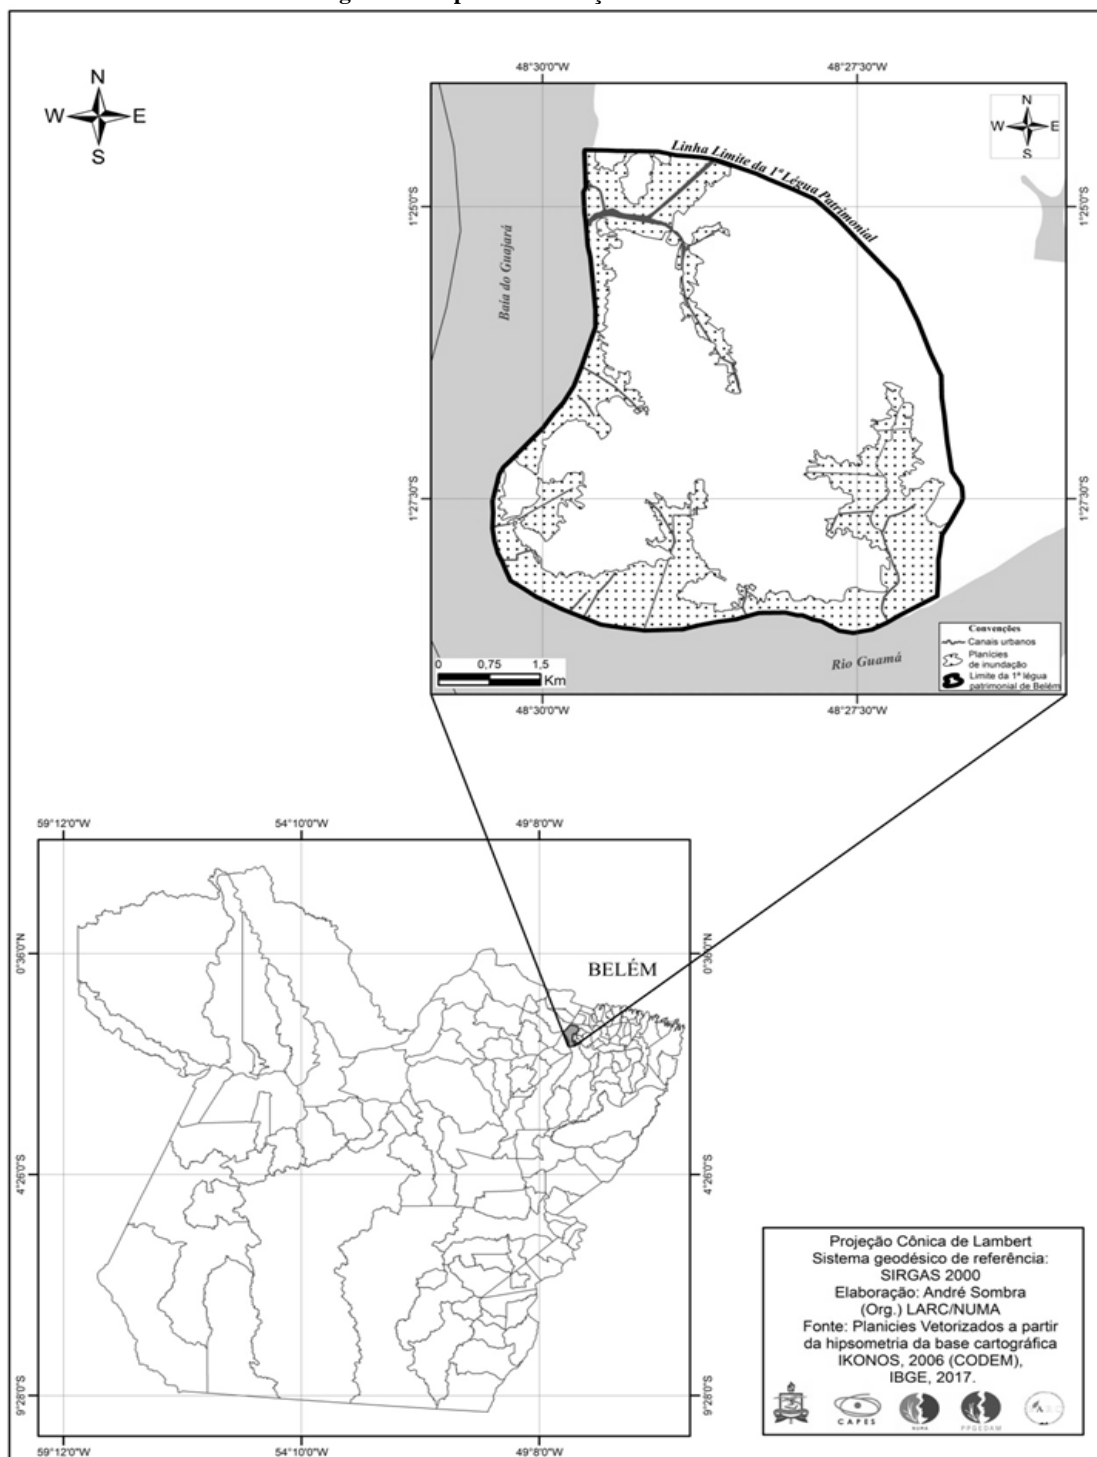 N
W E
S
48°30'0"W 48°27'30"W
N
W E
S
Linha Limite da 1ª Légua Patrimonial
1°25'0"S 1°25'0"S
Baía do Guajará
1°27'30"S 1°27'30"S
Rio Guamá
Convenções
Canais urbanos
Planícies
de inundação
Limite da 1ª légua
patrimonial de Belém
0 0,75 1,5
Km
48°30'0"W 48°27'30"W
59°12'0"W 54°10'0"W 49°8'0"W
0°36'0"N 0°36'0"N
BELÉM
4°26'0"S 4°26'0"S
9°28'0"S 9°28'0"S
59°12'0"W 54°10'0"W 49°8'0"W
Projeção Cônica de Lambert
Sistema geodésico de referência:
SIRGAS 2000
Elaboração: André Sombra
(Org.) LARC/NUMA
Fonte: Planicies Vetorizados a partir
da hipsometria da base cartográfica
IKONOS, 2006 (CODEM),
IBGE, 2017.
CAPES NUMA PPGEDAM